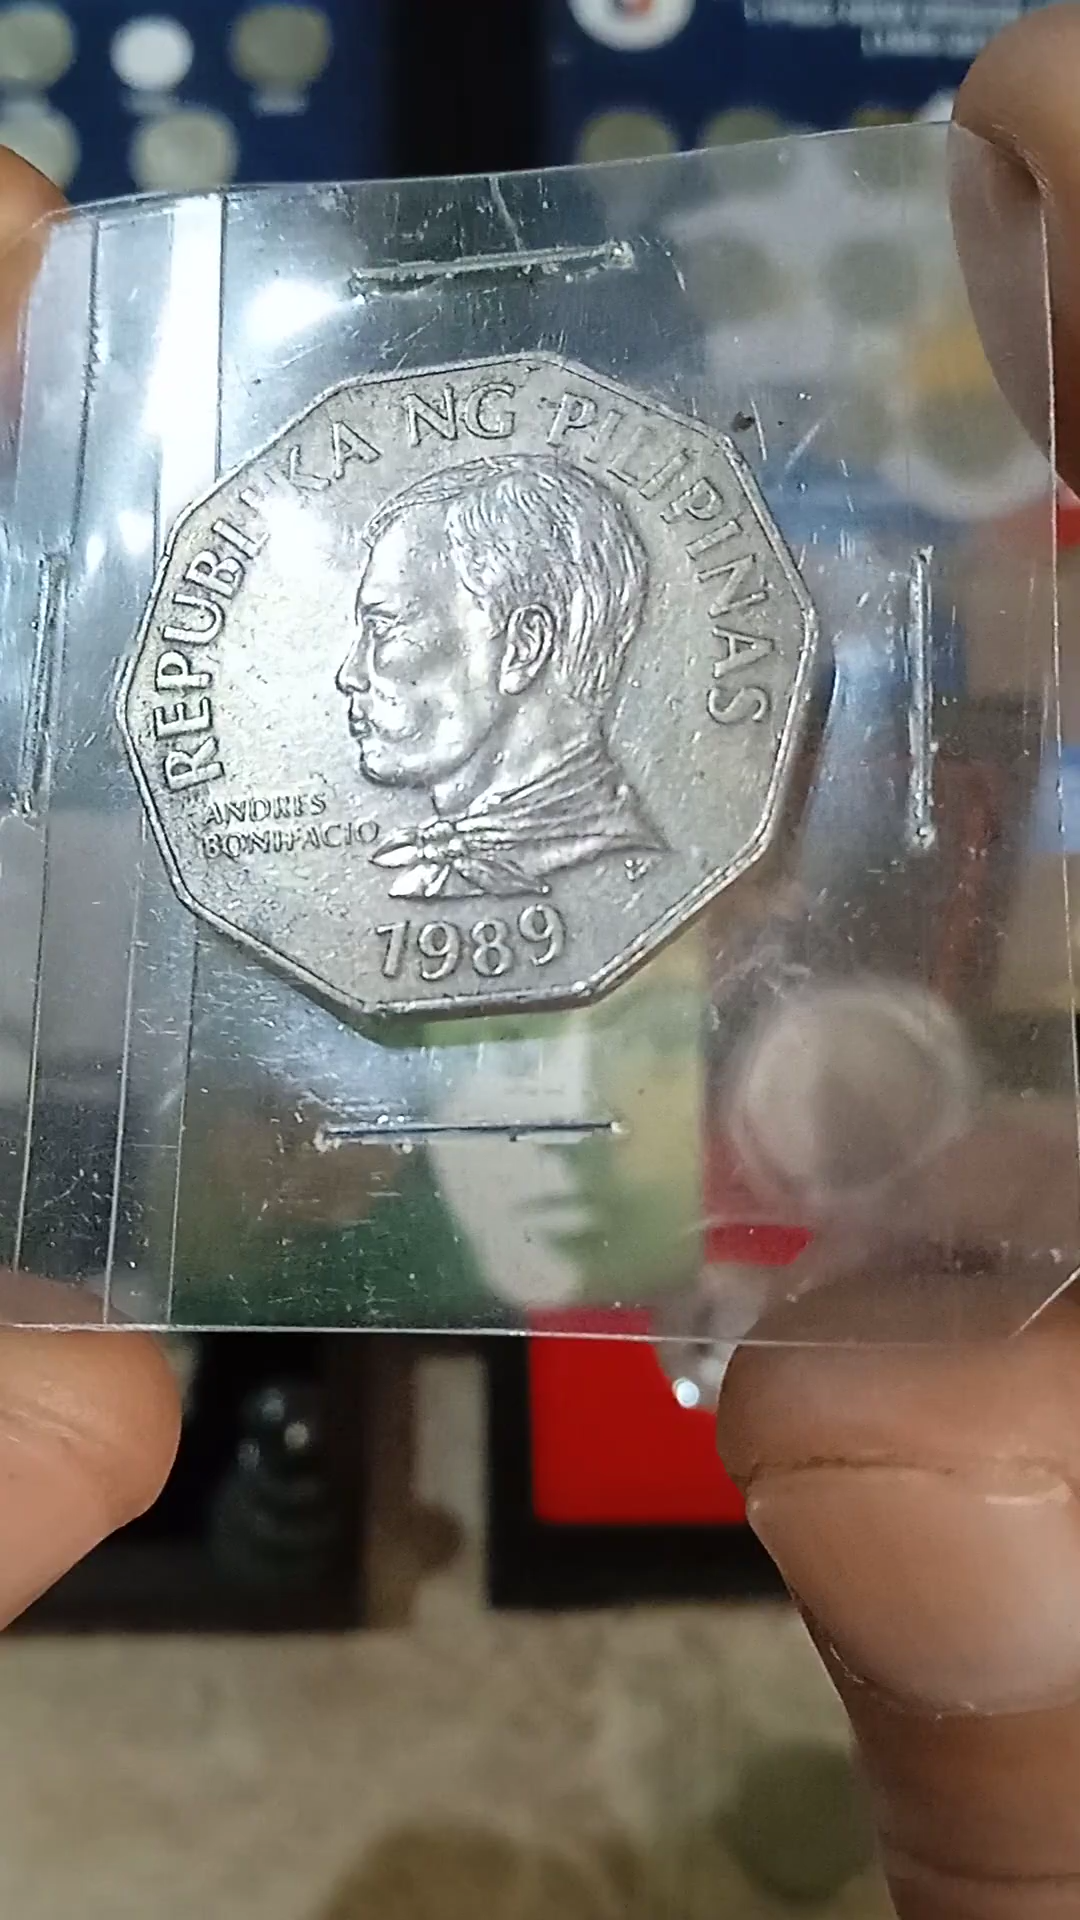 REPUBLIKA NG PILIPINAS
ANDRES
BONIFACIO
1989